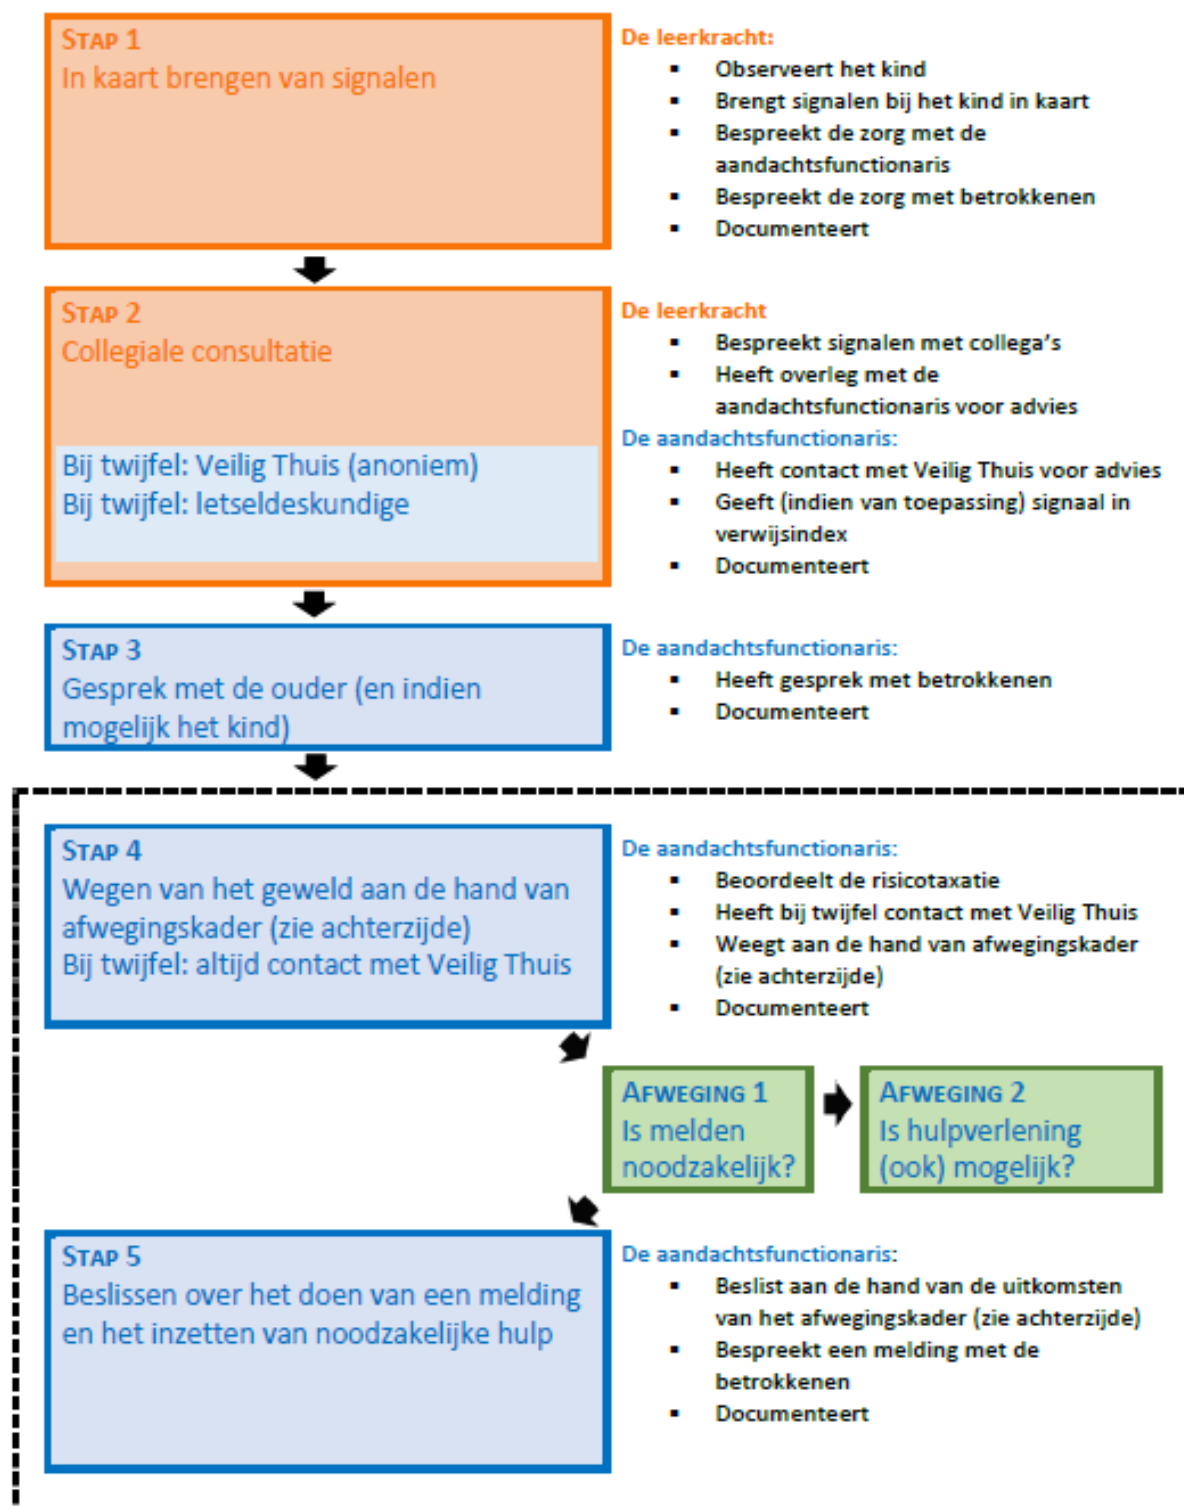 STAP 1
In kaart brengen van signalen
De leerkracht:
▪ Observeert het kind
▪ Brengt signalen bij het kind in kaart
▪ Bespreekt de zorg met de
aandachtsfunctionaris
▪ Bespreekt de zorg met betrokkenen
▪ Documenteert
STAP 2
Collegiale consultatie
Bij twijfel: Veilig Thuis (anoniem)
Bij twijfel: letseldeskundige
De leerkracht
▪ Bespreekt signalen met collega's
▪ Heeft overleg met de
aandachtsfunctionaris voor advies
De aandachtsfunctionaris:
▪ Heeft contact met Veilig Thuis voor advies
▪ Geeft (indien van toepassing) signaal in
verwijsindex
▪ Documenteert
STAP 3
Gesprek met de ouder (en indien
mogelijk het kind)
De aandachtsfunctionaris:
▪ Heeft gesprek met betrokkenen
▪ Documenteert
STAP 4
Wegen van het geweld aan de hand van
afwegingskader (zie achterzijde)
Bij twijfel: altijd contact met Veilig Thuis
De aandachtsfunctionaris:
▪ Beoordeelt de risicotaxatie
▪ Heeft bij twijfel contact met Veilig Thuis
▪ Weegt aan de hand van afwegingskader
(zie achterzijde)
▪ Documenteert
AFWEGING 1
Is melden
noodzakelijk?
AFWEGING 2
Is hulpverlening
(ook) mogelijk?
STAP 5
Beslissen over het doen van een melding
en het inzetten van noodzakelijke hulp
De aandachtsfunctionaris:
▪ Beslist aan de hand van de uitkomsten
van het afwegingskader (zie achterzijde)
▪ Bespreekt een melding met de
betrokkenen
▪ Documenteert